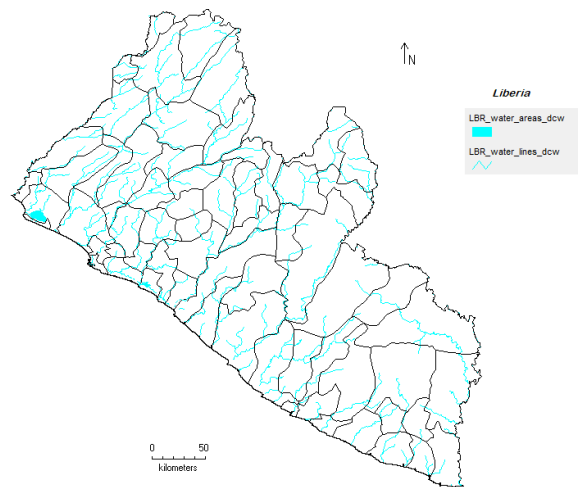 N
Liberia
LBR_water_areas_dcw
LBR_water_lines_dcw
0 50
kilometers